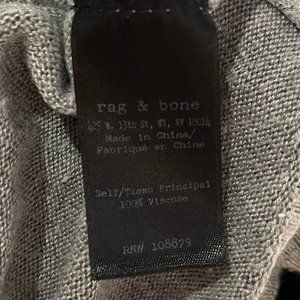 rag & bone
425 W. 13th St, NY, NY 10014
Made in China/
Fabriqué en Chine
Self/Tissu Principal
100% Viscose
RN# 108879